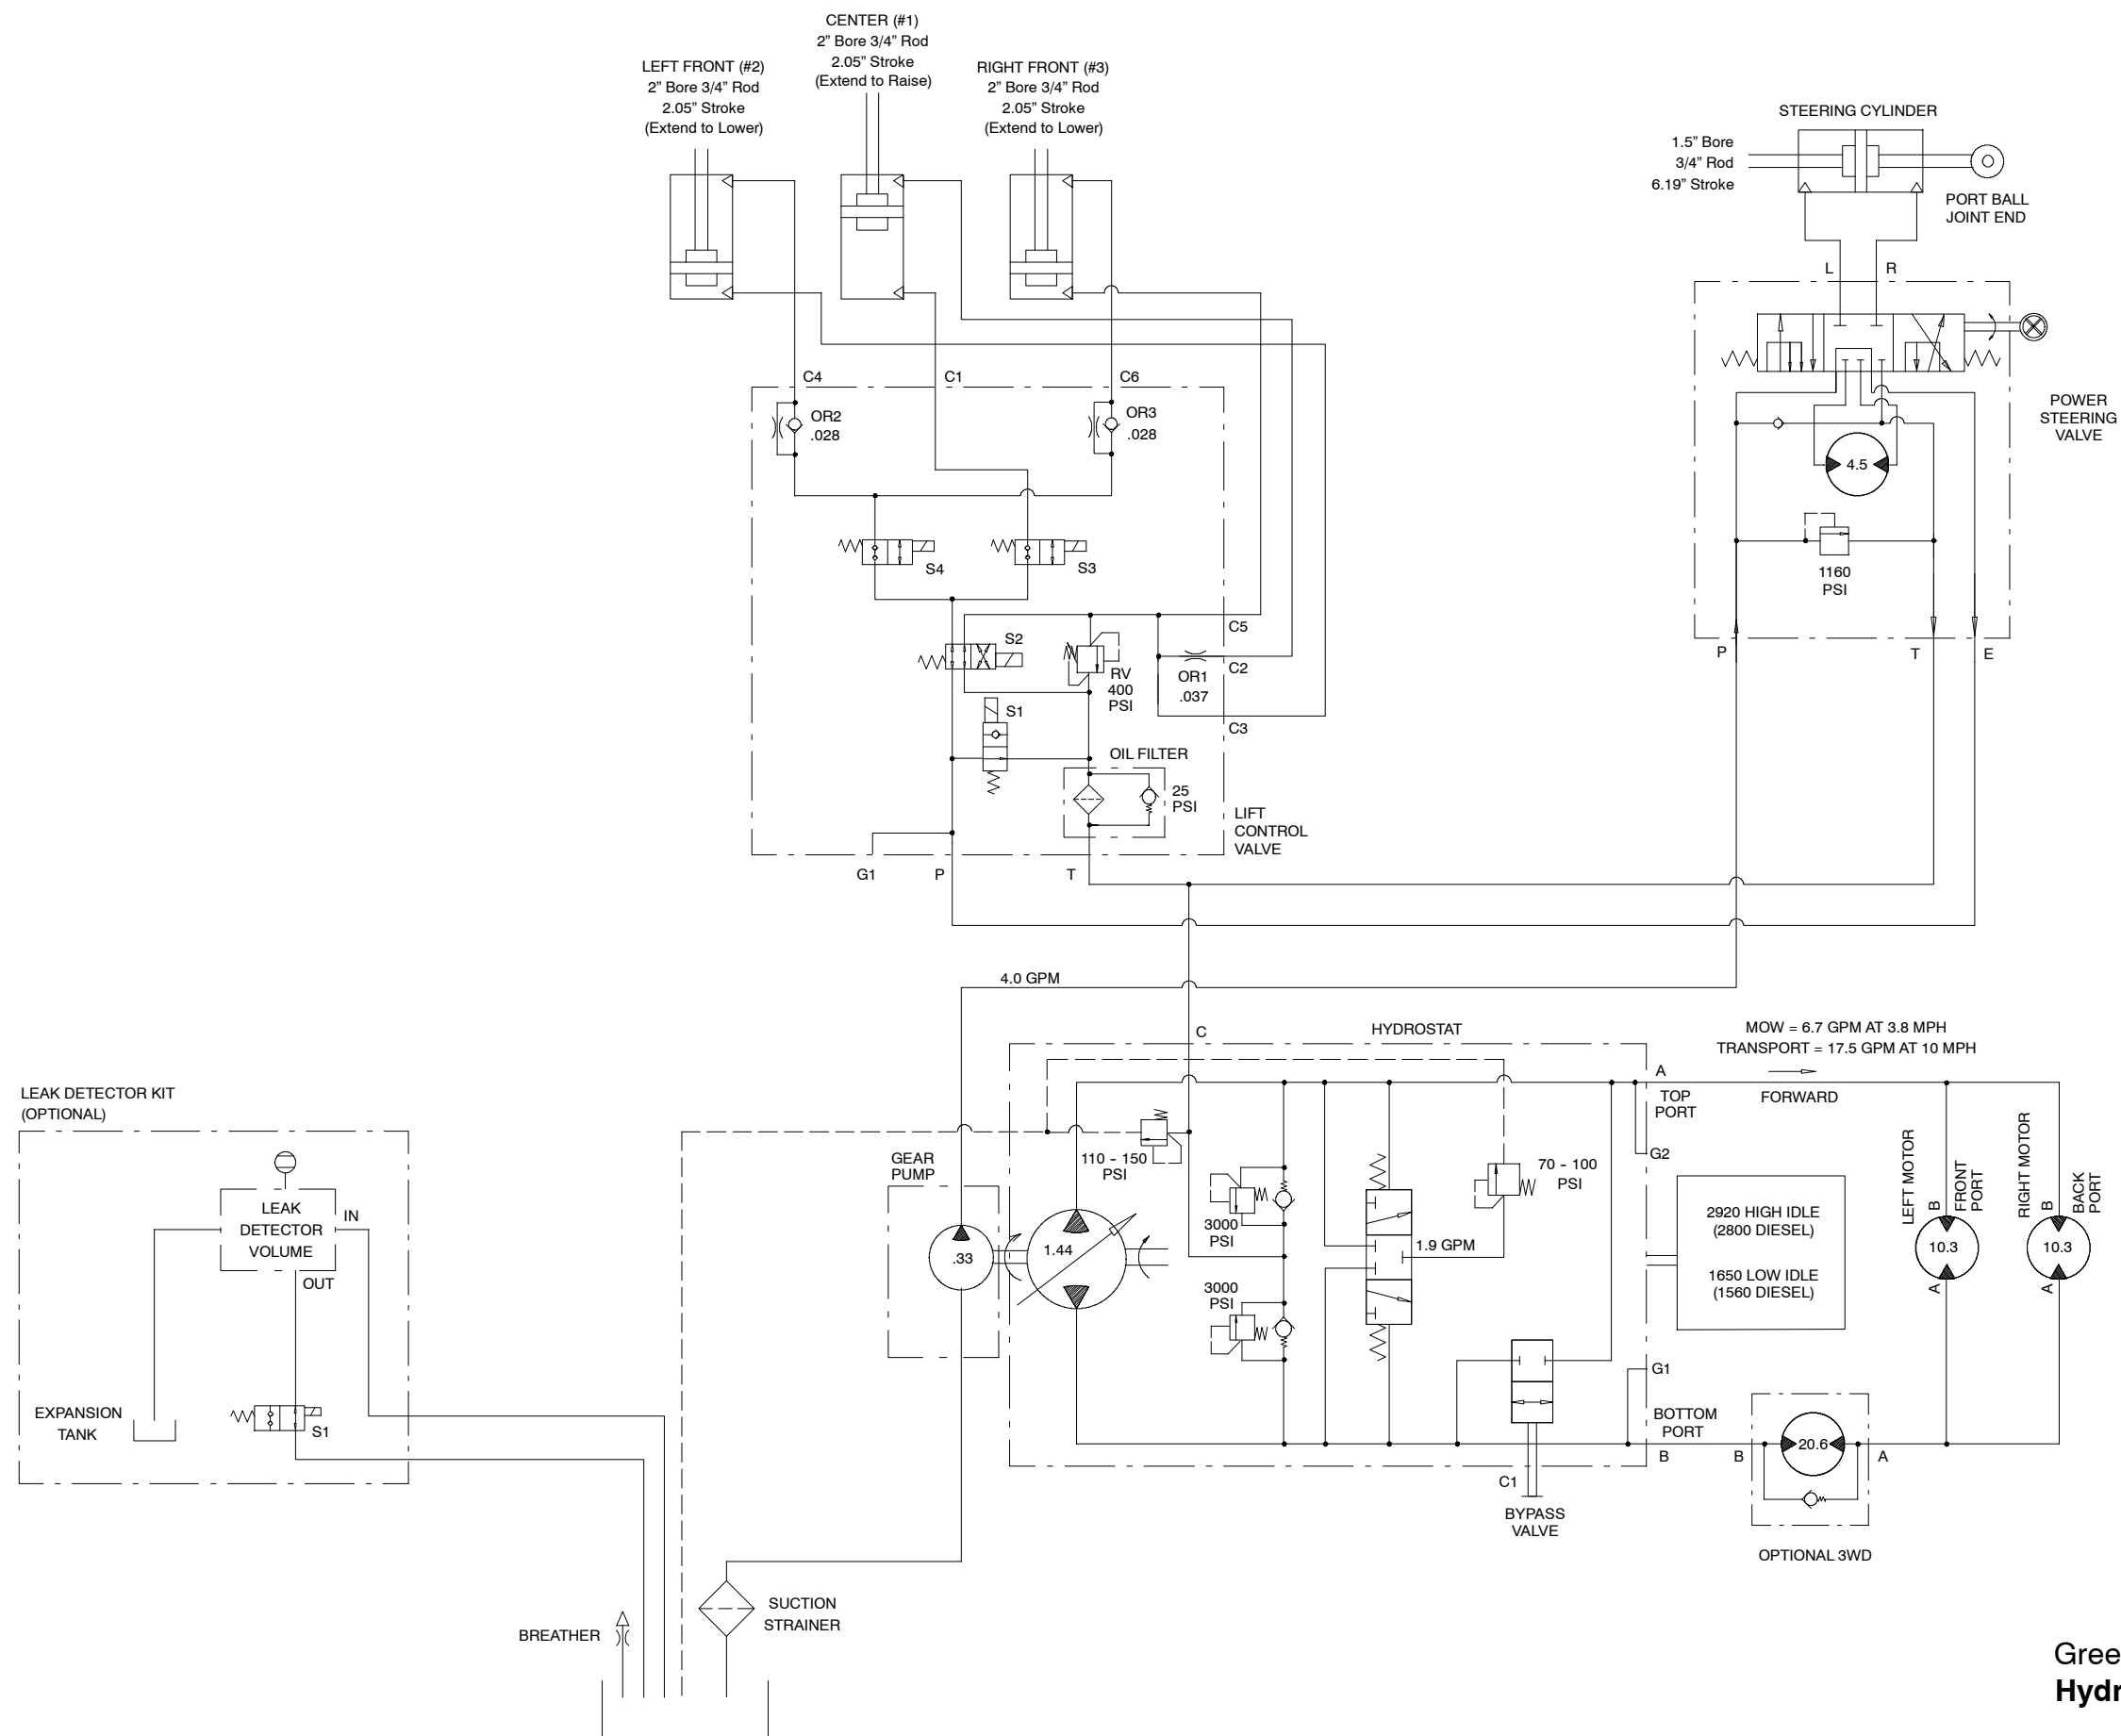 CENTER (#1)
2” Bore 3/4” Rod
2.05” Stroke
(Extend to Raise)
LEFT FRONT (#2)
2” Bore 3/4” Rod
2.05” Stroke
(Extend to Lower)
RIGHT FRONT (#3)
2” Bore 3/4” Rod
2.05” Stroke
(Extend to Lower)
STEERING CYLINDER
1.5” Bore
3/4” Rod
6.19” Stroke
PORT BALL
JOINT END
L
R
POWER
STEERING
VALVE
4.5
1160
PSI
P
T
E
C4
C1
C6
OR2
.028
OR3
.028
S4
S3
C5
S2
C2
RV
400
PSI
OR1
.037
S1
C3
OIL FILTER
25
PSI
LIFT
CONTROL
VALVE
G1
P
T
4.0 GPM
C
HYDROSTAT
MOW = 6.7 GPM AT 3.8 MPH
TRANSPORT = 17.5 GPM AT 10 MPH
A
TOP
PORT
FORWARD
LEAK DETECTOR KIT
(OPTIONAL)
LEAK
DETECTOR
VOLUME
IN
OUT
EXPANSION
TANK
S1
GEAR
PUMP
.33
1.44
110 - 150
PSI
3000
PSI
3000
PSI
1.9 GPM
70 - 100
PSI
G2
2920 HIGH IDLE
(2800 DIESEL)
1650 LOW IDLE
(1560 DIESEL)
LEFT MOTOR
B
FRONT
PORT
10.3
A
RIGHT MOTOR
B
BACK
PORT
10.3
A
G1
BOTTOM
PORT
B
B
20.6
A
OPTIONAL 3WD
C1
BYPASS
VALVE
SUCTION
STRAINER
BREATHER
Gree
Hydr